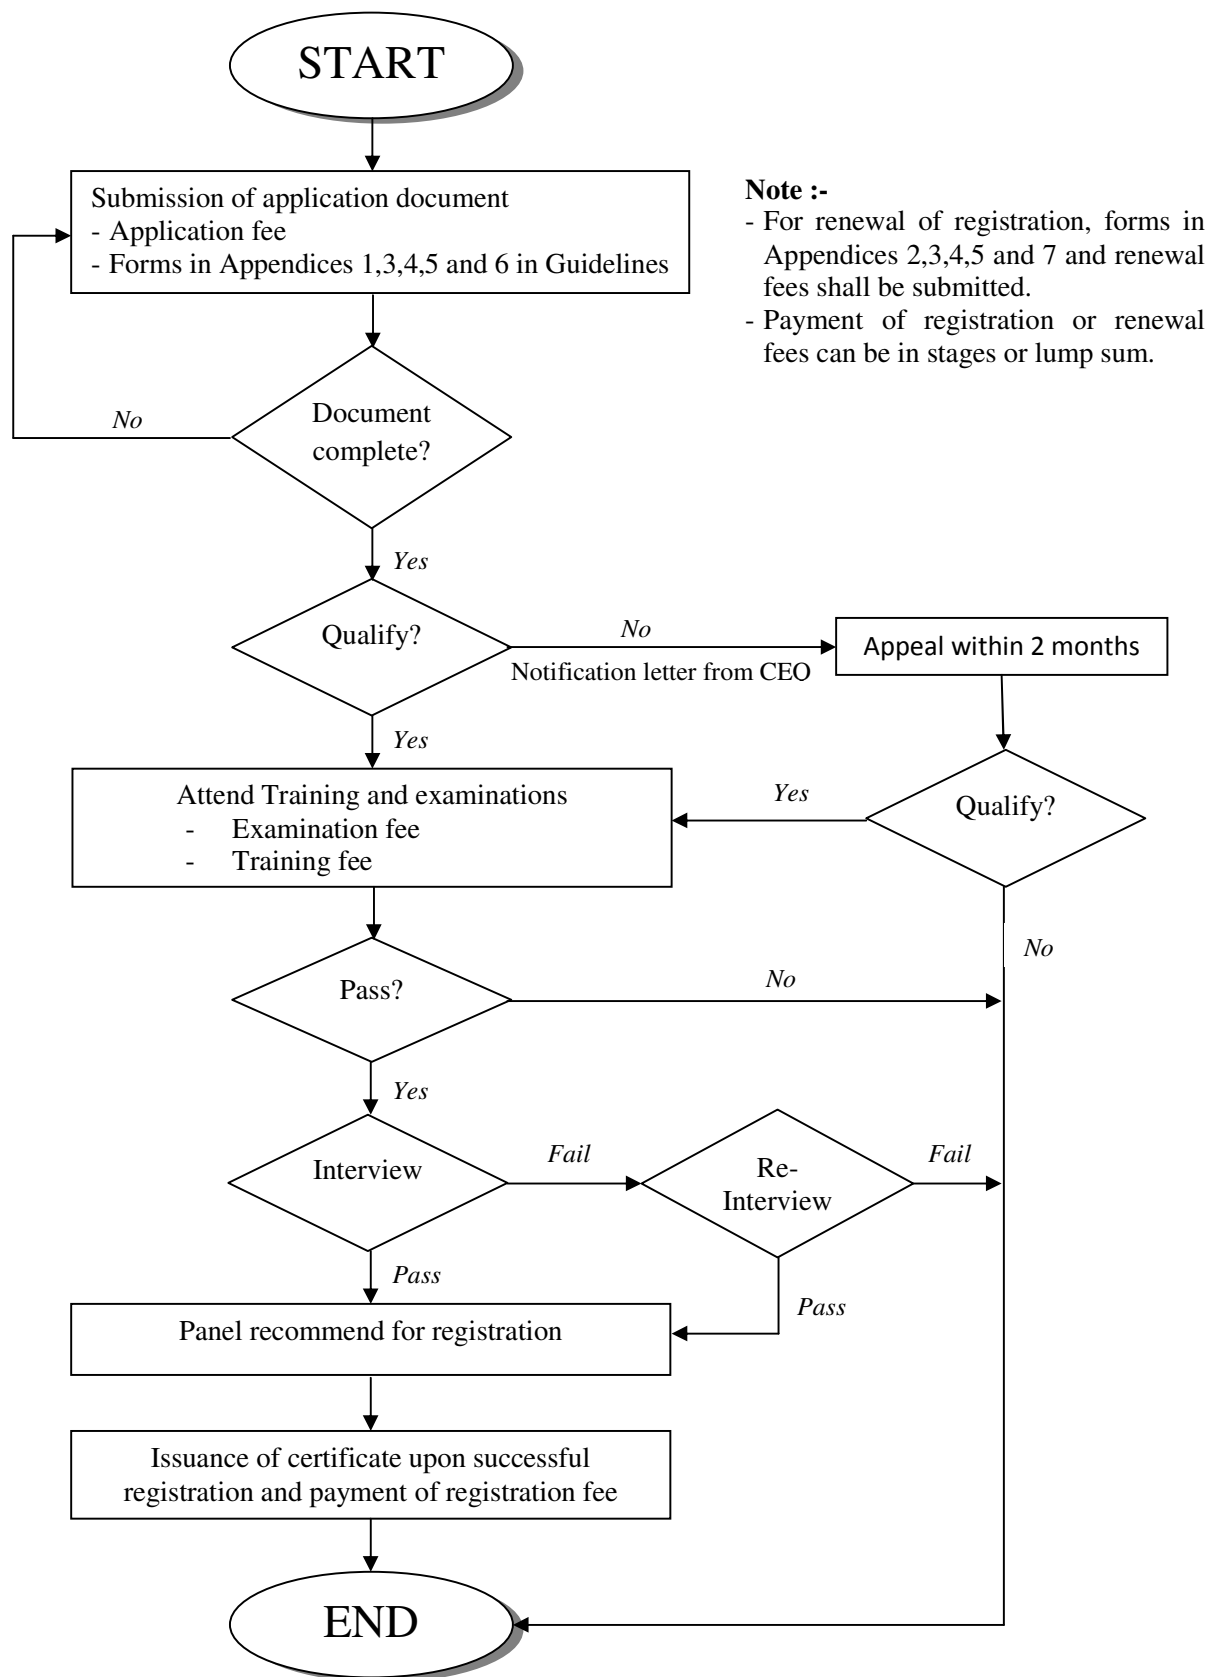 START
Submission of application document
- Application fee
- Forms in Appendices 1,3,4,5 and 6 in Guidelines
Note :-
- For renewal of registration, forms in
Appendices 2,3,4,5 and 7 and renewal
fees shall be submitted.
- Payment of registration or renewal
fees can be in stages or lump sum.
No
Document
complete?
Yes
Qualify?
No
Notification letter from CEO
Appeal within 2 months
Yes
Attend Training and examinations
- Examination fee
- Training fee
Yes
Qualify?
No
Pass?
No
Yes
Interview
Fail
Re-
Interview
Fail
Pass
Pass
Panel recommend for registration
Issuance of certificate upon successful
registration and payment of registration fee
END